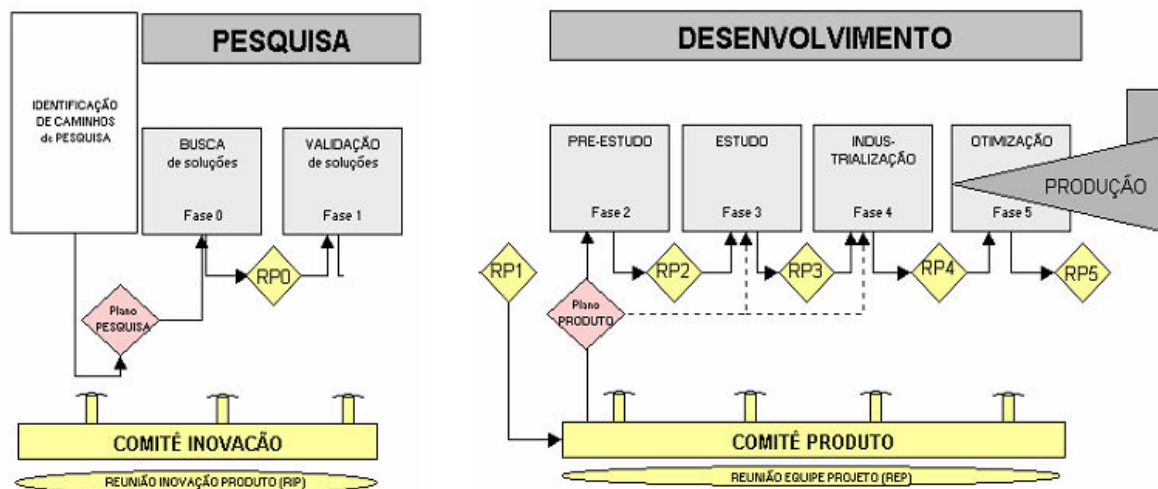 PESQUISA
IDENTIFICAÇÃO
DE CAMINHOS
de PESQUISA
BUSCA
de soluções
Fase 0
VALIDAÇÃO
de soluções
Fase 1
RP0
Plano
PESQUISA
COMITÊ INOVACÃO
REUNIÃO INOVAÇÃO PRODUTO (RIP)
DESENVOLVIMENTO
PRE-ESTUDO
Fase 2
ESTUDO
Fase 3
INDUS-
TRIALIZAÇÃO
Fase 4
OTIMIZAÇÃO
Fase 5
PRODUÇÃO
RP1
RP2
RP3
RP4
RP5
Plano
PRODUTO
COMITÊ PRODUTO
REUNIÃO EQUIPE PROJETO (REP)